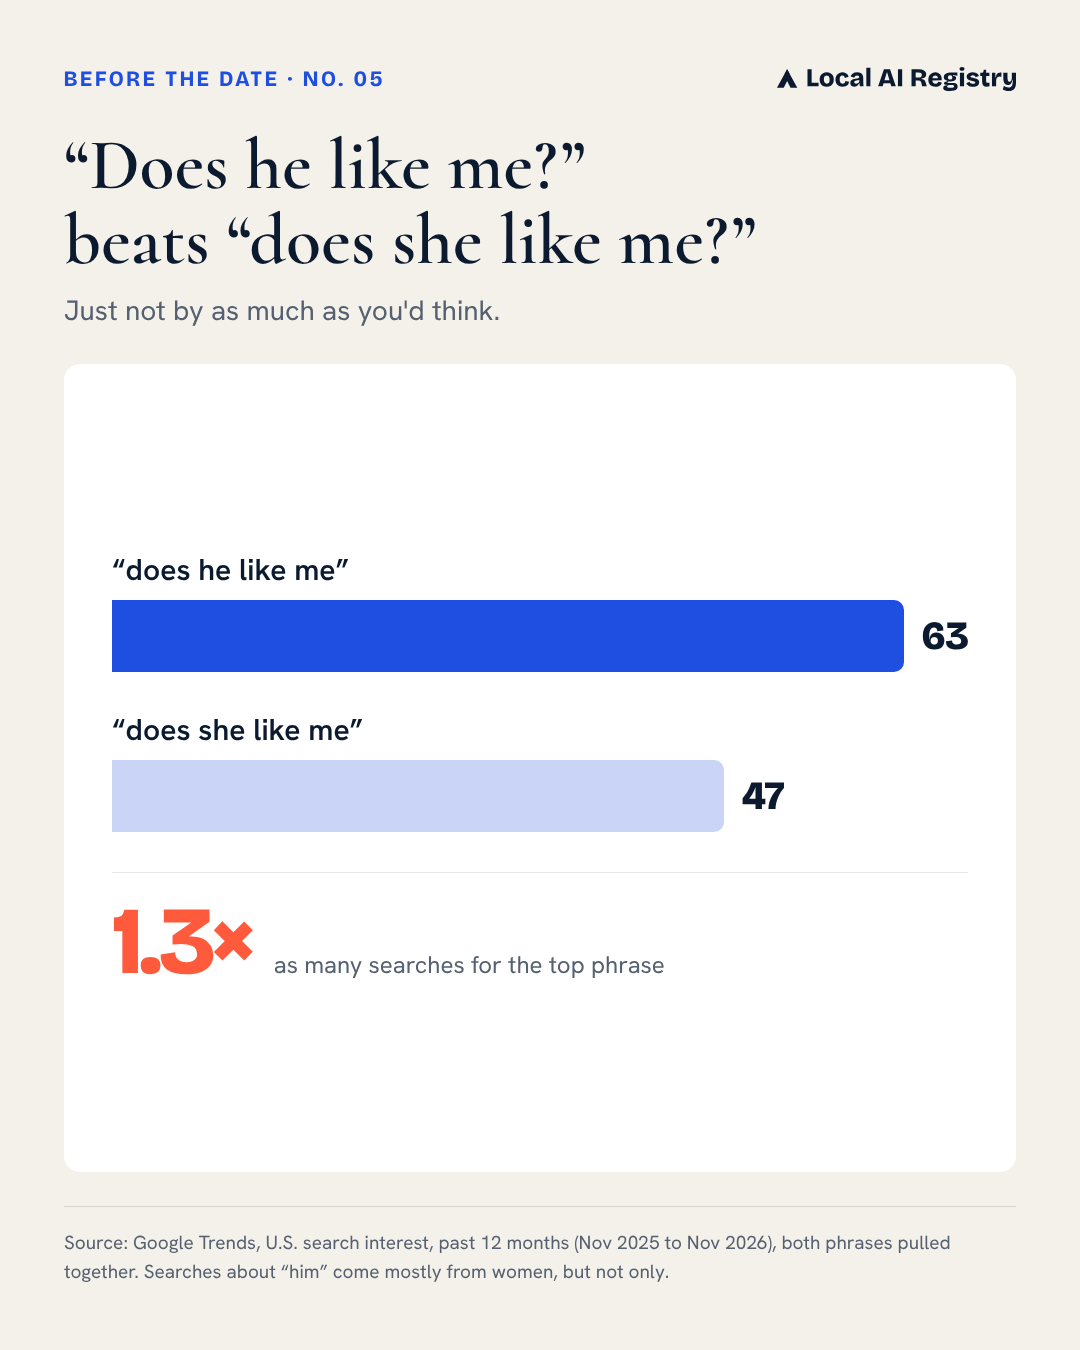 BEFORE THE DATE · NO. 05
Local AI Registry
“Does he like me?”
beats “does she like me?”
Just not by as much as you'd think.
“does he like me”
63
“does she like me”
47
1.3×
as many searches for the top phrase
Source: Google Trends, U.S. search interest, past 12 months (Nov 2025 to Nov 2026), both phrases pulled
together. Searches about “him” come mostly from women, but not only.